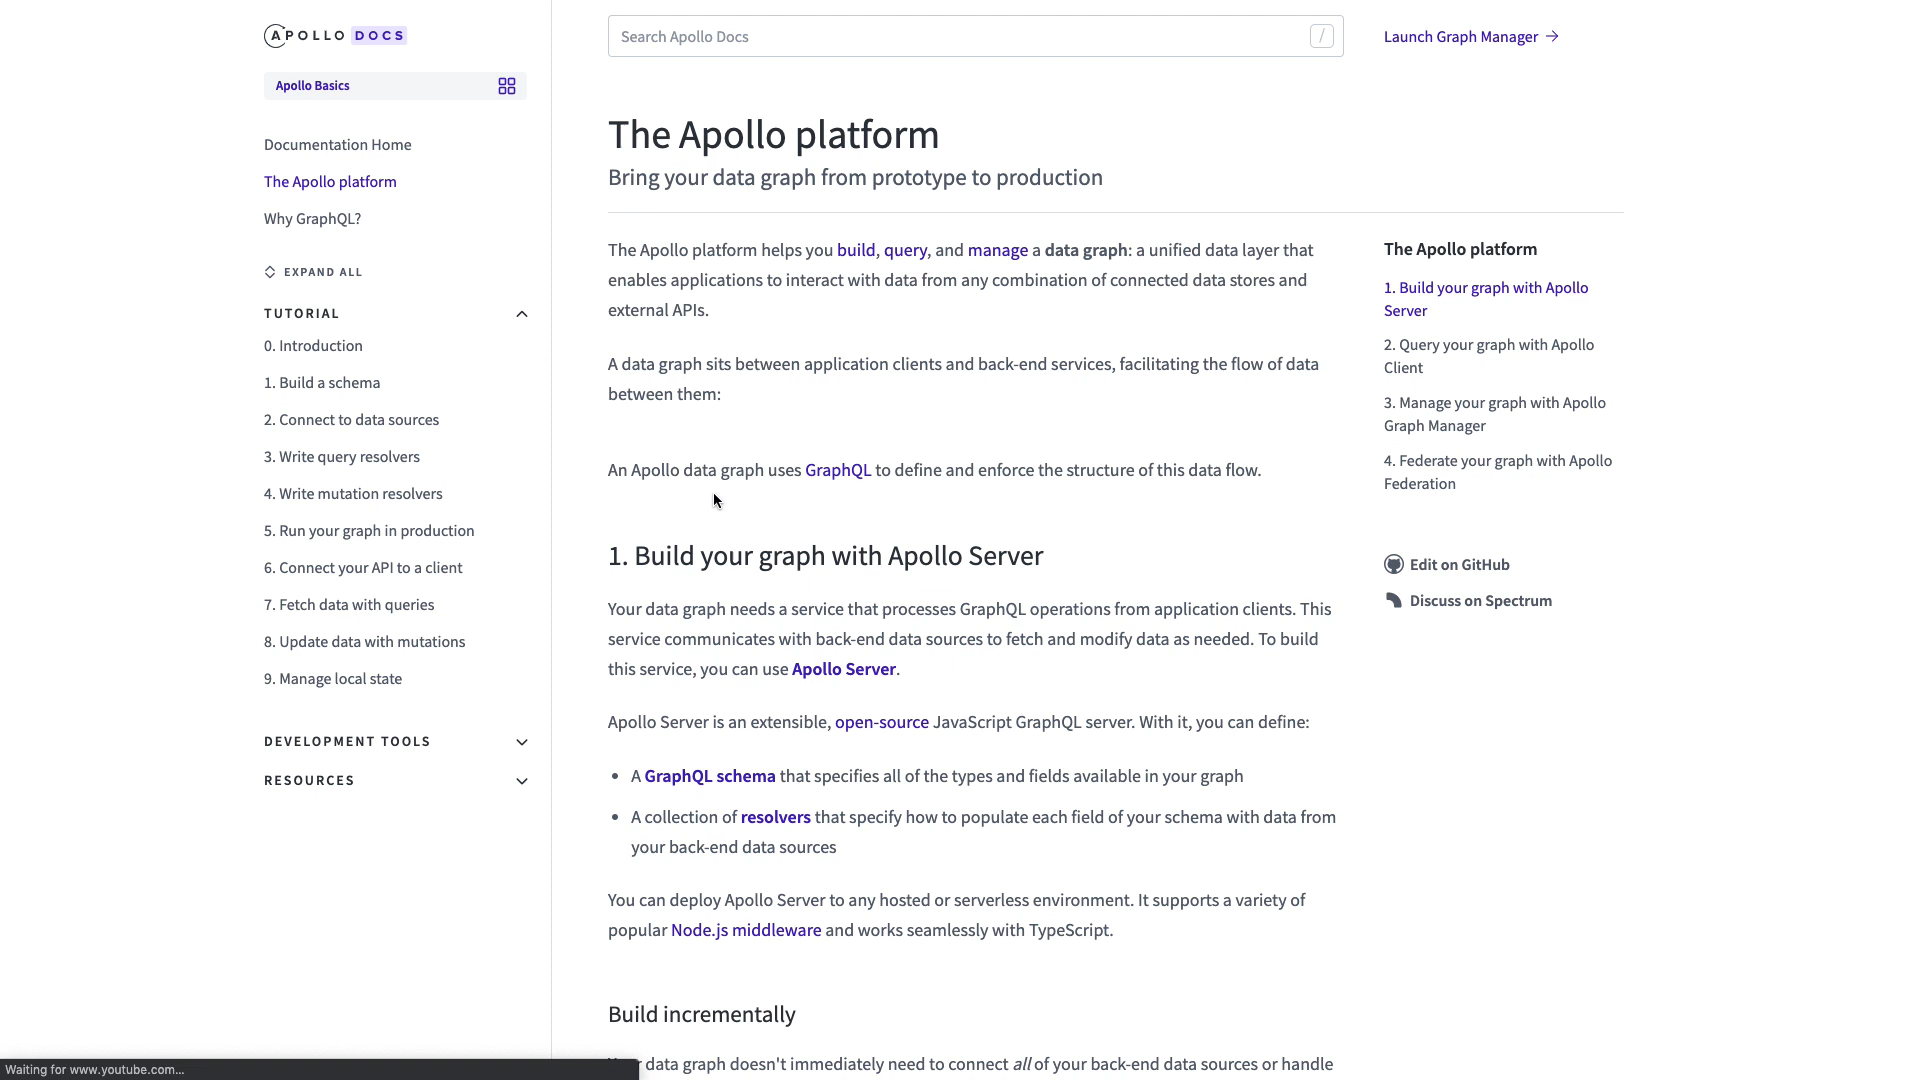 APOLLO DOCS
Apollo Basics
Documentation Home
The Apollo platform
Why GraphQL?
EXPAND ALL
TUTORIAL
0. Introduction
1. Build a schema
2. Connect to data sources
3. Write query resolvers
4. Write mutation resolvers
5. Run your graph in production
6. Connect your API to a client
7. Fetch data with queries
8. Update data with mutations
9. Manage local state
DEVELOPMENT TOOLS
RESOURCES
Search Apollo Docs
/
Launch Graph Manager →
The Apollo platform
Bring your data graph from prototype to production
The Apollo platform helps you build, query, and manage a data graph: a unified data layer that
enables applications to interact with data from any combination of connected data stores and
external APIs.
A data graph sits between application clients and back-end services, facilitating the flow of data
between them:
An Apollo data graph uses GraphQL to define and enforce the structure of this data flow.
1. Build your graph with Apollo Server
Your data graph needs a service that processes GraphQL operations from application clients. This
service communicates with back-end data sources to fetch and modify data as needed. To build
this service, you can use Apollo Server.
Apollo Server is an extensible, open-source JavaScript GraphQL server. With it, you can define:
• A GraphQL schema that specifies all of the types and fields available in your graph
• A collection of resolvers that specify how to populate each field of your schema with data from
your back-end data sources
You can deploy Apollo Server to any hosted or serverless environment. It supports a variety of
popular Node.js middleware and works seamlessly with TypeScript.
Build incrementally
data graph doesn't immediately need to connect all of your back-end data sources or handle
The Apollo platform
1. Build your graph with Apollo
Server
2. Query your graph with Apollo
Client
3. Manage your graph with Apollo
Graph Manager
4. Federate your graph with Apollo
Federation
Edit on GitHub
Discuss on Spectrum
Waiting for www.youtube.com...